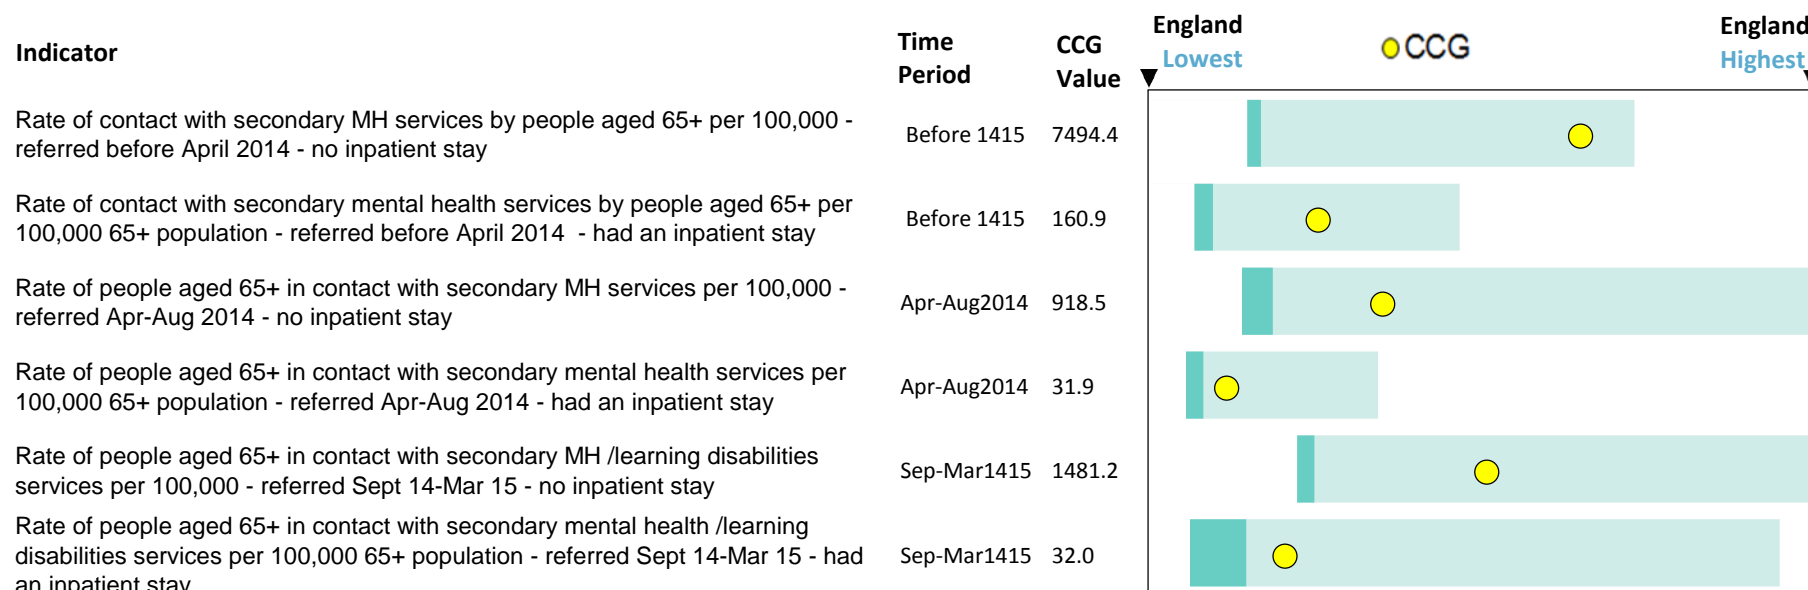 Indicator
Time
Period
CCG
Value
England
Lowest
CCG
England
Highest
Rate of contact with secondary MH services by people aged 65+ per 100,000 -
referred before April 2014 - no inpatient stay
Before 1415
7494.4
Rate of contact with secondary mental health services by people aged 65+ per
100,000 65+ population - referred before April 2014  - had an inpatient stay
Before 1415
160.9
Rate of people aged 65+ in contact with secondary MH services per 100,000 -
referred Apr-Aug 2014 - no inpatient stay
Apr-Aug2014
918.5
Rate of people aged 65+ in contact with secondary mental health services per
100,000 65+ population - referred Apr-Aug 2014 - had an inpatient stay
Apr-Aug2014
31.9
Rate of people aged 65+ in contact with secondary MH /learning disabilities
services per 100,000 - referred Sept 14-Mar 15 - no inpatient stay
Sep-Mar1415
1481.2
Rate of people aged 65+ in contact with secondary mental health /learning
disabilities services per 100,000 65+ population - referred Sept 14-Mar 15 - had
an inpatient stay
Sep-Mar1415
32.0